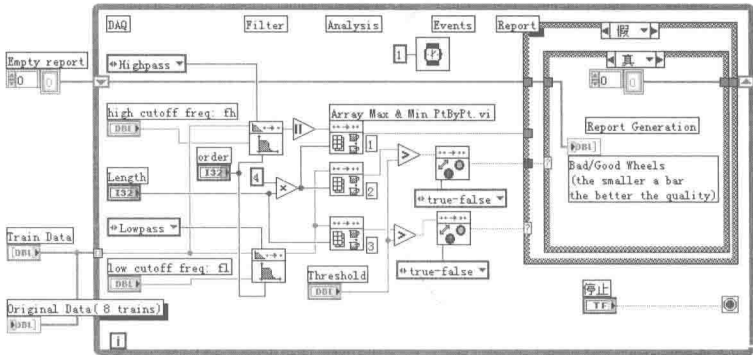 DAQ
Filter
Analysis
Events
Report
假
真
Empty report
0
0
1
Highpass
0
0
high cutoff freq: fh
DBL
Array Max & Min PtByPt.vi
1
Report Generation
DBL
order
I32
Length
I32
4
2
Bad/Good Wheels
(the smaller a bar
the better the quality)
true-false
Lowpass
3
Train Data
DBL
low cutoff freq: fl
DBL
Threshold
DBL
true-false
停止
TF
Original Data( 8 trains)
DBL
i